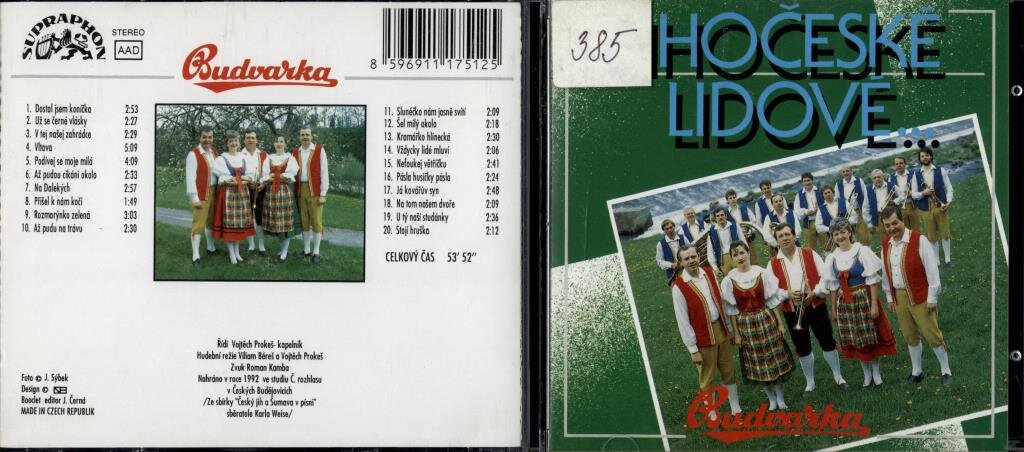 SUPRAPHON
STEREO
AAD
Budvarka
8 596911 175125
1. Dostal jsem koníčka 2:53
2. Už se černé vlásky 2:27
3. V tej našej zahrádce 2:29
4. Vltava 5:09
5. Podívej se moje milá 4:09
6. Až pudou cikáni okolo 2:33
7. Na Dalekých 2:57
8. Přišel k nám kočí 1:49
9. Rozmarýnko zelená 3:03
10. Až pudu na trávu 2:30
11. Slunéčko nám jasně svítí 2:09
12. Šel milý okolo 2:18
13. Kramářko hlinecká 2:30
14. Vždycky lidé mluví 2:06
15. Nefoukej větříčku 2:41
16. Pásla husičky pásla 2:24
17. Já kovářův syn 2:48
18. Na tom našem dvoře 2:09
19. U tý naší studánky 2:36
20. Stojí hruška 2:12
CELKOVÝ ČAS 53' 52"
Řídí Vojtěch Prokeš- kapelník
Hudební režie Viliam Béreš a Vojtěch Prokeš
Zvuk Roman Kamba
Nahráno v roce 1992 ve studiu Č. rozhlasu
v Českých Budějovicích
/Ze sbírky "Český jih a Šumava v písni"
sběratele Karla Weise/
Foto © J. Sýbek
Design ©
Booclet editor J. Černá
MADE IN CZECH REPUBLIK
385
HOČESKÉ
LIDOVÉ...
Budvarka